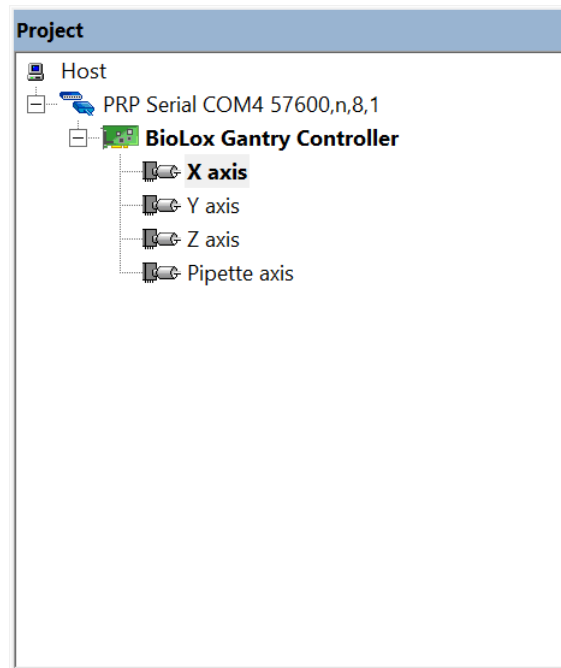 Project
Host
PRP Serial COM4 57600,n,8,1
BioLox Gantry Controller
X axis
Y axis
Z axis
Pipette axis